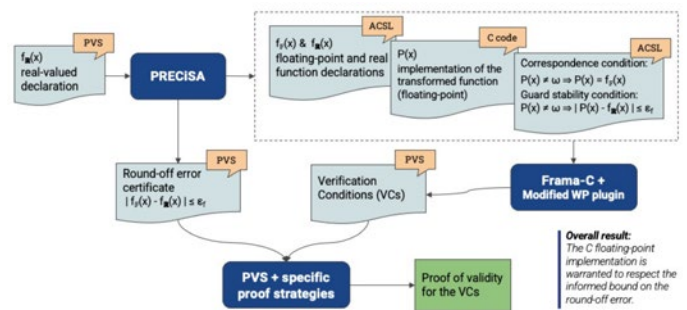 PVS
f_ℝ(x)
real-valued
declaration
PRECiSA
ACSL
f_F(x) & f_ℝ(x)
floating-point and real
function declarations
C code
P(x)
implementation of the
transformed function
(floating-point)
ACSL
Correspondence condition:
P(x) ≠ ω ⇒ P(x) = f_F(x)
Guard stability condition:
P(x) ≠ ω ⇒ | P(x) - f_ℝ(x)| ≤ ε_f
PVS
Round-off error
certificate
| f_F(x) - f_ℝ(x) | ≤ ε_f
PVS
Verification
Conditions (VCs)
Frama-C +
Modified WP plugin
PVS + specific
proof strategies
Proof of validity
for the VCs
Overall result:
The C floating-point
implementation is
warranted to respect the
informed bound on the
round-off error.